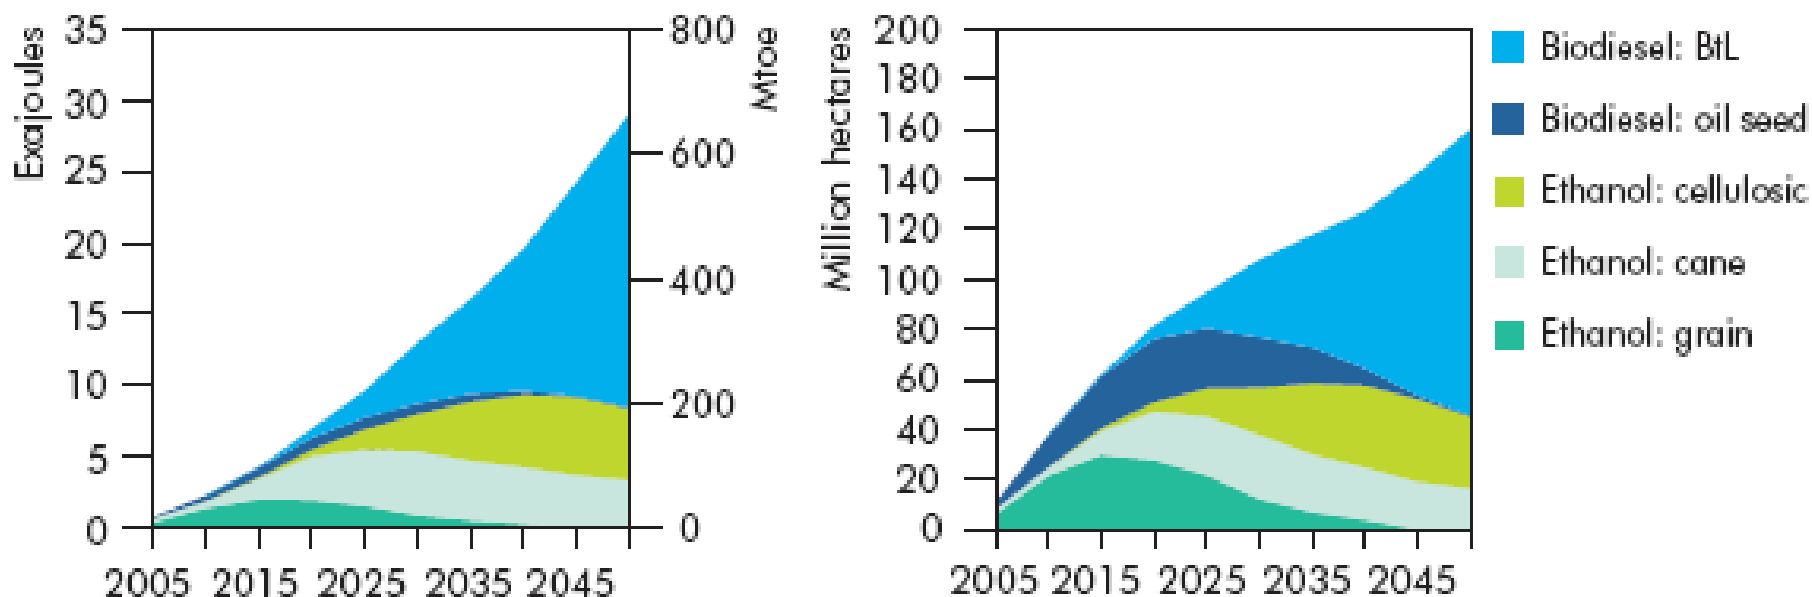 Exajoules
35
30
25
20
15
10
5
0
2005 2015 2025 2035 2045
Mtoe
800
600
400
200
0
Million hectares
200
180
160
140
120
100
80
60
40
20
0
2005 2015 2025 2035 2045
Biodiesel: BtL
Biodiesel: oil seed
Ethanol: cellulosic
Ethanol: cane
Ethanol: grain